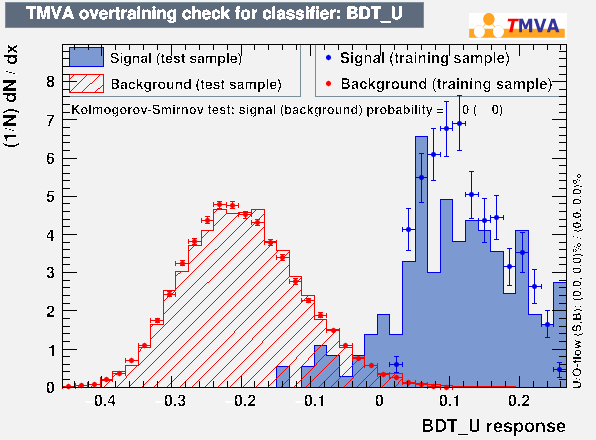 TMVA overtraining check for classifier: BDT_U
TMVA
Signal (test sample)
Background (test sample)
Signal (training sample)
Background (training sample)
Kolmogorov-Smirnov test: signal (background) probability = 0 ( 0)
(1/N) dN / dx
0
1
2
3
4
5
6
7
8
-0.4
-0.3
-0.2
-0.1
0
0.1
0.2
BDT_U response
U/O-flow (S,B): (0.0, 0.0)% / (0.0, 0.0)%